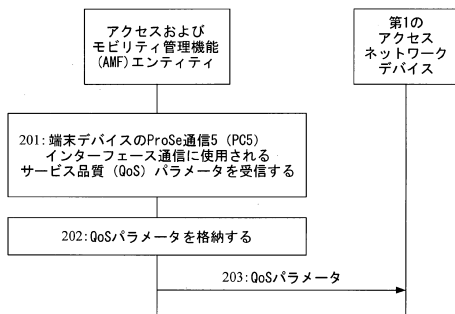 アクセスおよび
モビリティ管理機能
(AMF)エンティティ
第1の
アクセス
ネットワーク
デバイス
201:端末デバイスのProSe通信5（PC5）
インターフェース通信に使用される
サービス品質（QoS）パラメータを受信する
202:QoSパラメータを格納する
203:QoSパラメータ